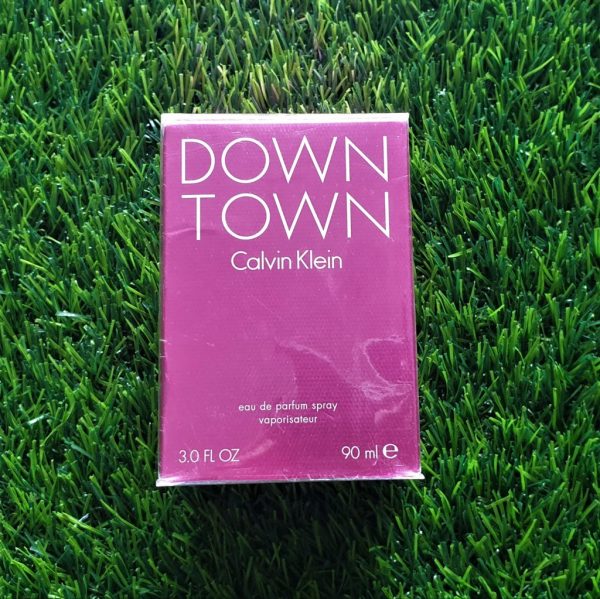 DOWN
TOWN
Calvin Klein
eau de parfum spray
vaporisateur
3.0 FL OZ 90 ml ℮